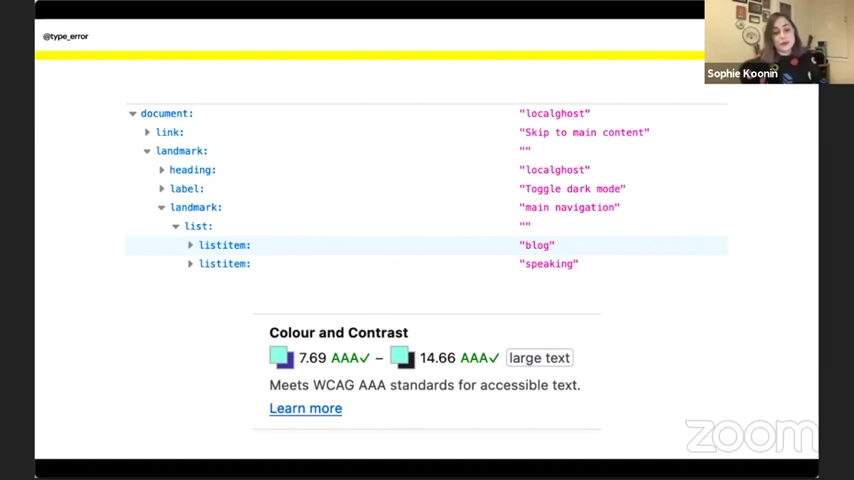 @type_error
Sophie Koonin
document: "localghost"
link: "Skip to main content"
landmark: ""
heading: "localghost"
label: "Toggle dark mode"
landmark: "main navigation"
list: ""
listitem: "blog"
listitem: "speaking"
Colour and Contrast
7.69 AAA✓ – 14.66 AAA✓ large text
Meets WCAG AAA standards for accessible text.
Learn more
zoom